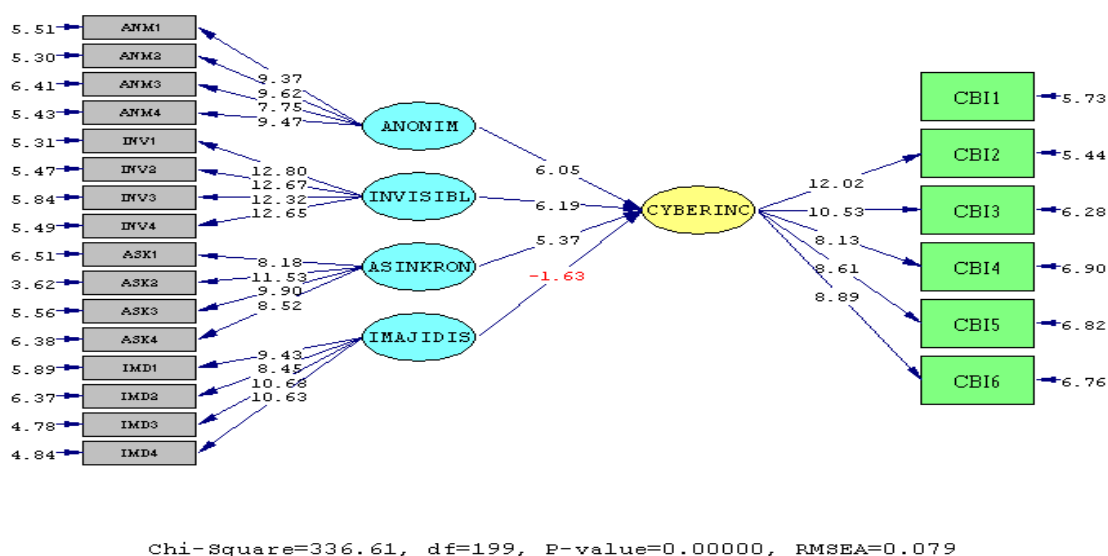 5.51 ANM1
5.30 ANM2
6.41 ANM3
5.43 ANM4
5.31 INV1
5.47 INV2
5.84 INV3
5.49 INV4
6.51 ASK1
3.62 ASK2
5.56 ASK3
6.38 ASK4
5.89 IMD1
6.37 IMD2
4.78 IMD3
4.84 IMD4
9.37
9.62
7.75
9.47
12.80
12.67
12.32
12.65
8.18
11.53
9.90
8.52
9.43
8.45
10.68
10.63
ANONIM
INVISIBL
ASINKRON
IMAJIDIS
6.05
6.19
5.37
-1.63
CYBERINC
12.02
10.53
8.13
8.61
8.89
CBI1 5.73
CBI2 5.44
CBI3 6.28
CBI4 6.90
CBI5 6.82
CBI6 6.76
Chi-Square=336.61, df=199, P-value=0.00000, RMSEA=0.079